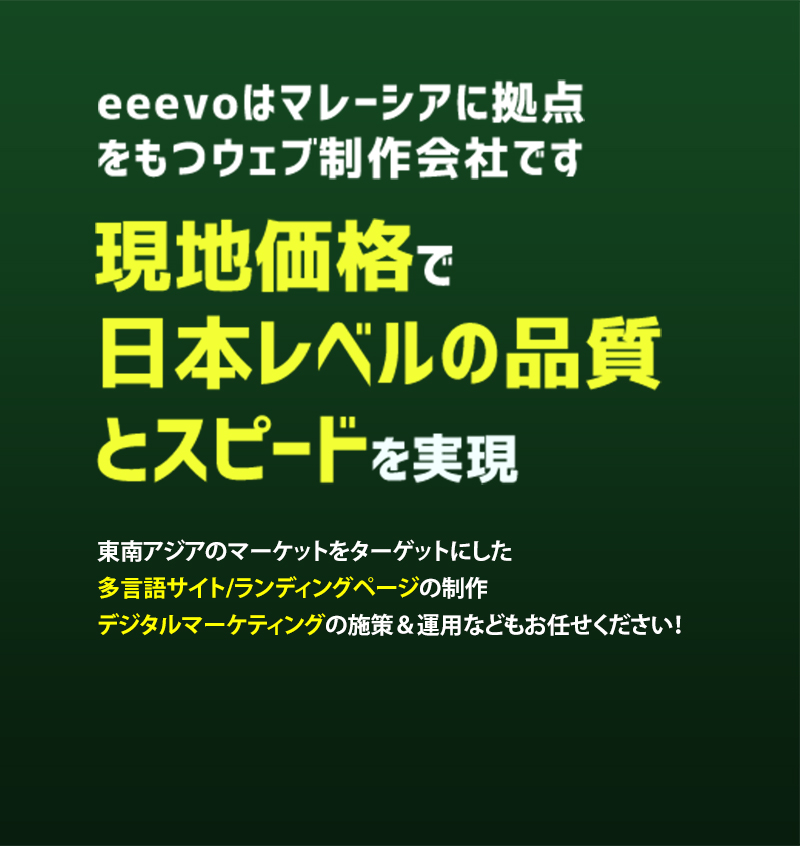 eeevoはマレーシアに拠点
をもつウェブ制作会社です
現地価格で
日本レベルの品質
とスピードを実現
東南アジアのマーケットをターゲットにした
多言語サイト/ランディングページの制作
デジタルマーケティングの施策＆運用などもお任せください！